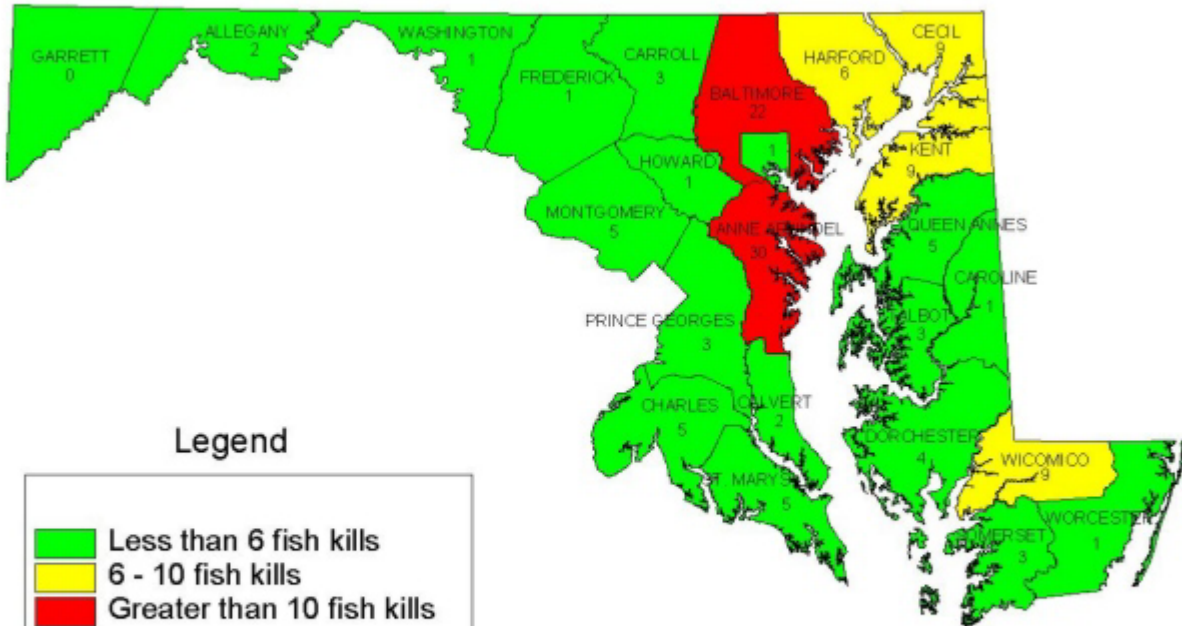 GARRETT
0
ALLEGANY
2
WASHINGTON
1
FREDERICK
1
CARROLL
3
BALTIMORE
22
HARFORD
6
CECIL
9
1
KENT
9
HOWARD
1
MONTGOMERY
5
ANNE ARUNDEL
30
QUEEN ANNES
5
CAROLINE
1
TALBOT
3
PRINCE GEORGES
3
CHARLES
5
CALVERT
2
DORCHESTER
4
WICOMICO
9
ST. MARYS
5
SOMERSET
3
WORCESTER
1
Legend
Less than 6 fish kills
6 - 10 fish kills
Greater than 10 fish kills